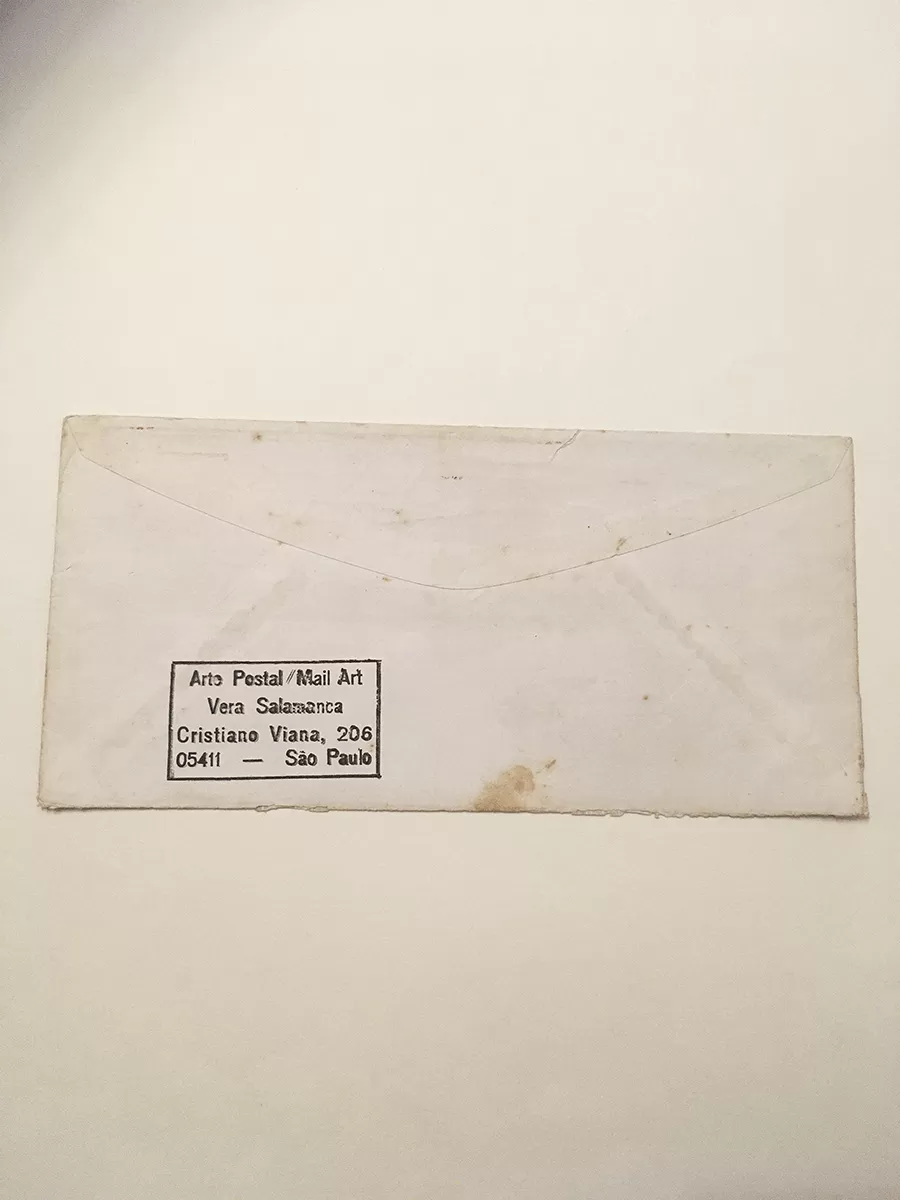 Arte Postal//Mail Art
Vera Salamanca
Cristiano Viana, 206
05411 — São Paulo